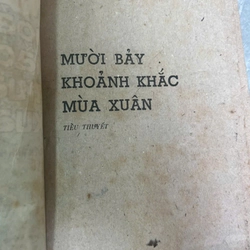 MƯỜI BẢY
KHOẢNH KHẮC
MÙA XUÂN
TIỂU THUYẾT